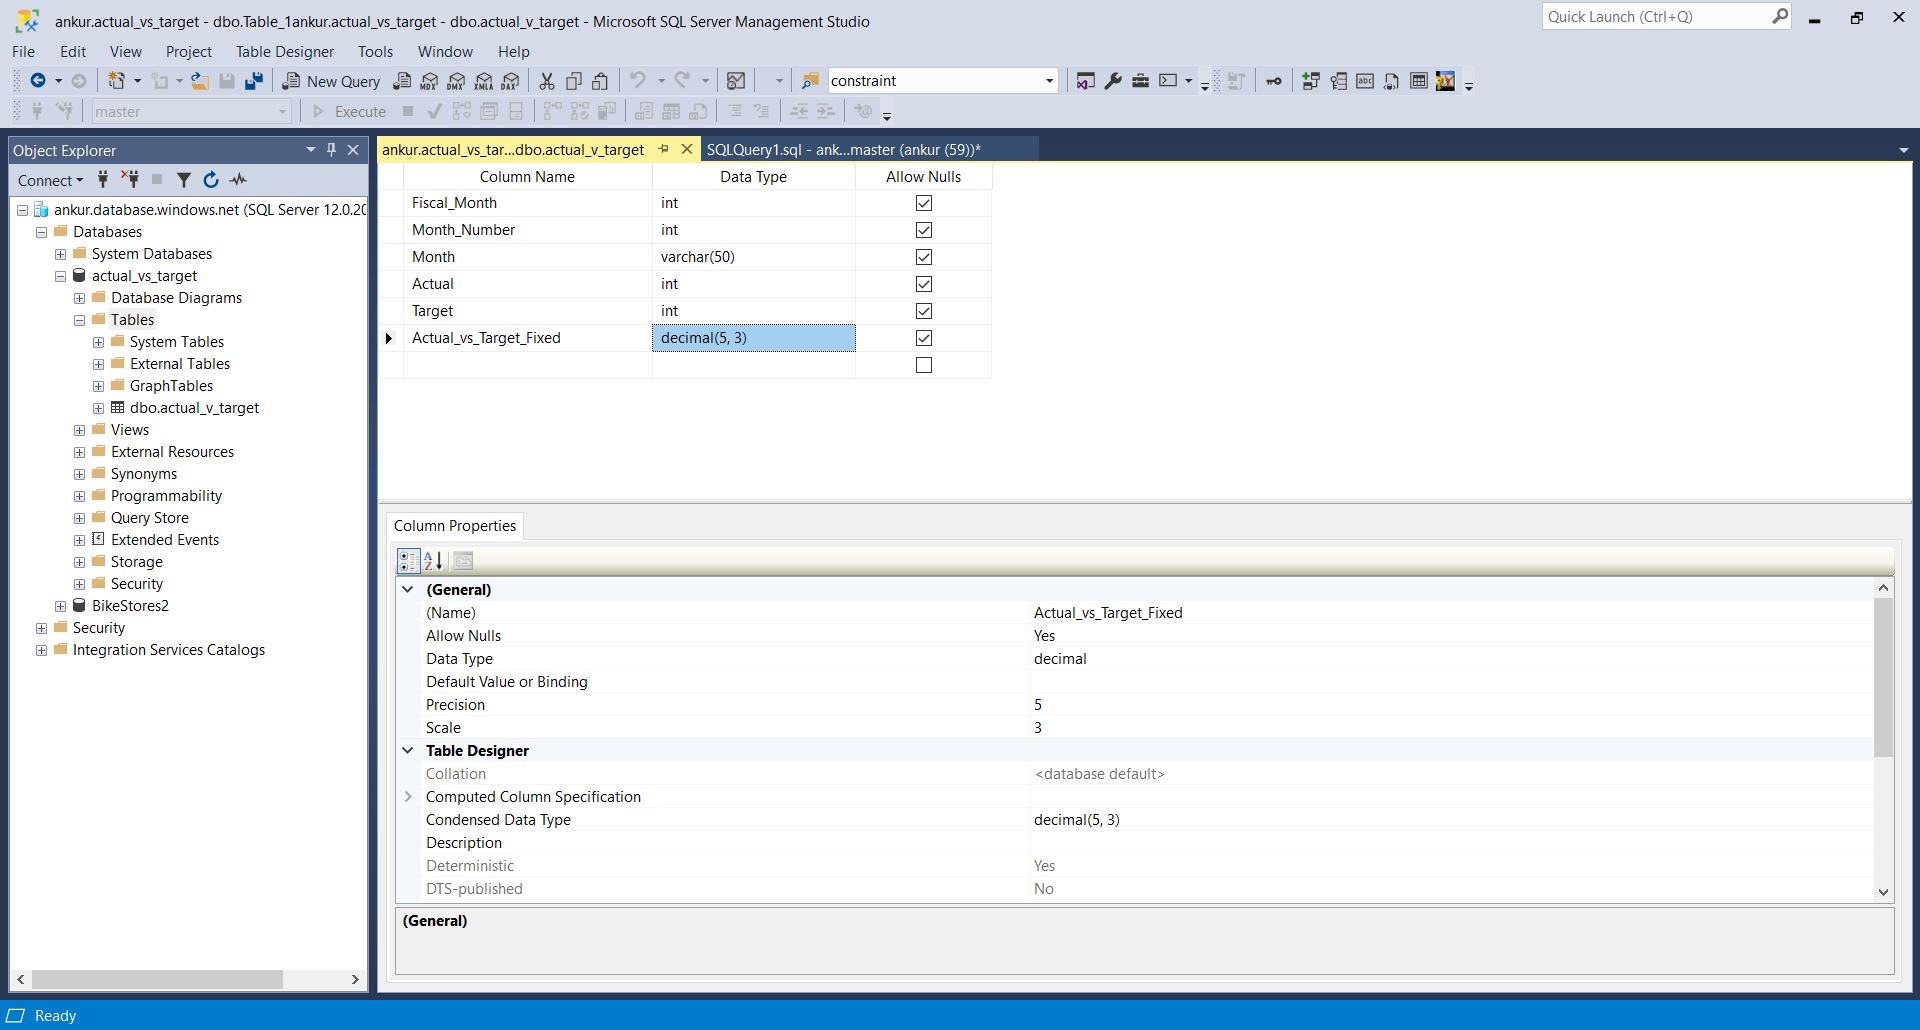 ankur.actual_vs_target - dbo.Table_1ankur.actual_vs_target - dbo.actual_v_target - Microsoft SQL Server Management Studio
Quick Launch (Ctrl+Q)
File Edit View Project Table Designer Tools Window Help
New Query MDX DMX XMLA DAX constraint
master Execute
Object Explorer
Connect
ankur.database.windows.net (SQL Server 12.0.20
Databases
System Databases
actual_vs_target
Database Diagrams
Tables
System Tables
External Tables
GraphTables
dbo.actual_v_target
Views
External Resources
Synonyms
Programmability
Query Store
Extended Events
Storage
Security
BikeStores2
Security
Integration Services Catalogs
ankur.actual_vs_tar...dbo.actual_v_target SQLQuery1.sql - ank...master (ankur (59))*
Column Name Data Type Allow Nulls
Fiscal_Month int
Month_Number int
Month varchar(50)
Actual int
Target int
Actual_vs_Target_Fixed decimal(5, 3)
Column Properties
(General)
(Name) Actual_vs_Target_Fixed
Allow Nulls Yes
Data Type decimal
Default Value or Binding
Precision 5
Scale 3
Table Designer
Collation <database default>
Computed Column Specification
Condensed Data Type decimal(5, 3)
Description
Deterministic Yes
DTS-published No
(General)
Ready